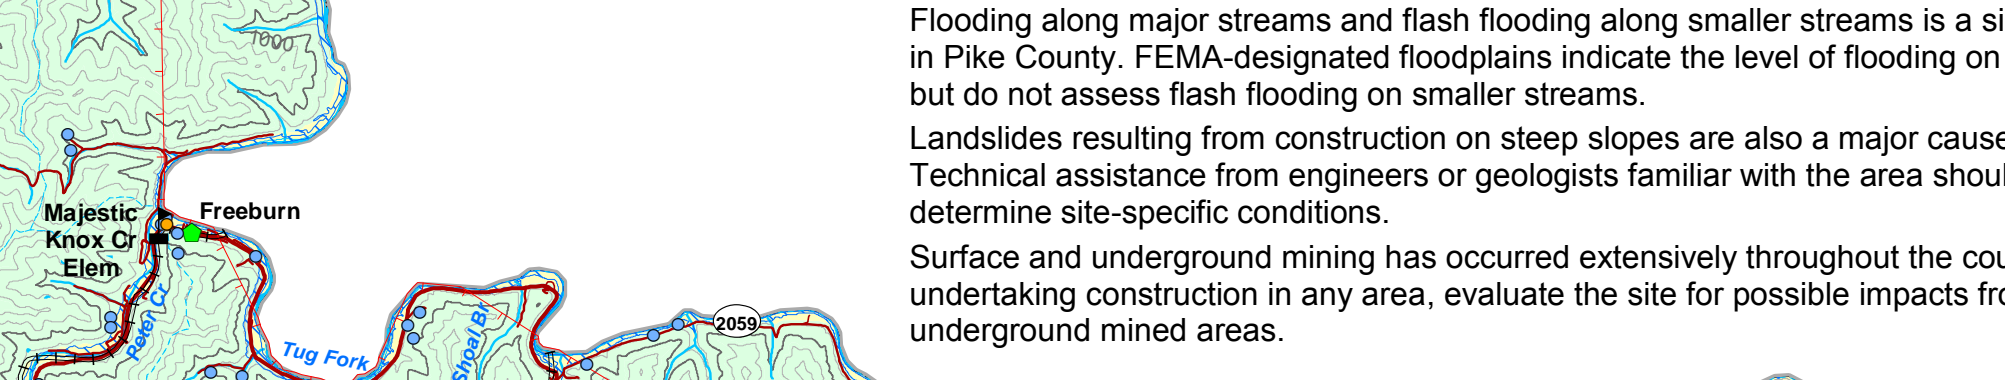 Flooding along major streams and flash flooding along smaller streams is a si
in Pike County. FEMA-designated floodplains indicate the level of flooding on
but do not assess flash flooding on smaller streams.
Landslides resulting from construction on steep slopes are also a major cause
Technical assistance from engineers or geologists familiar with the area shoul
determine site-specific conditions.
Surface and underground mining has occurred extensively throughout the cou
undertaking construction in any area, evaluate the site for possible impacts fro
underground mined areas.
1000
Majestic
Knox Cr
Elem
Freeburn
Peter Cr
Tug Fork
Shoal Br
2059